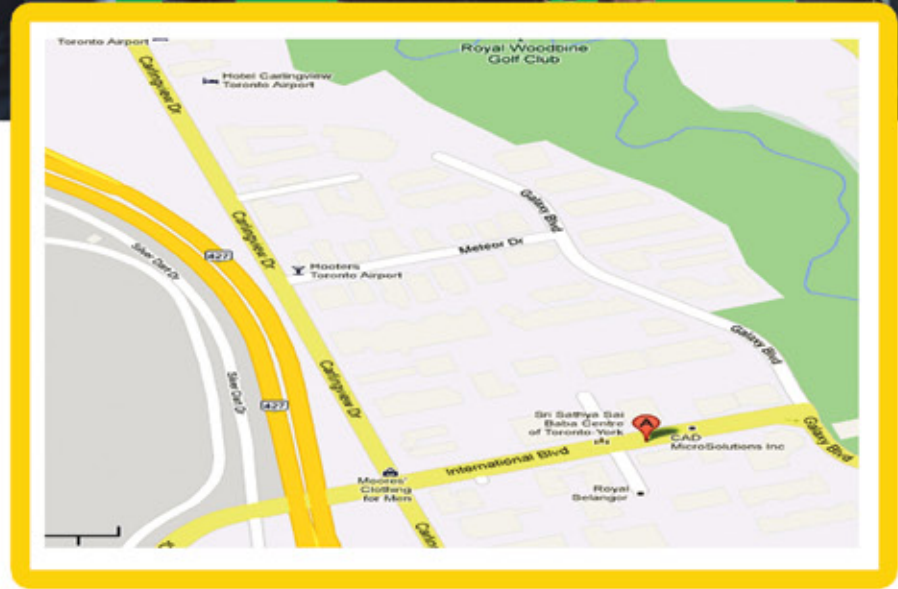 Toronto Airport
Royal Woodbine
Golf Club
Carlingview Dr
Hotel Carlingview
Toronto Airport
Galaxy Blvd
Carlingview Dr
Meteor Dr
427
Silver Dart Dr
Hooters
Toronto Airport
Galaxy Blvd
Carlingview Dr
Silver Dart Dr
427
Sri Sathya Sai
Baba Centre
of Toronto-York
A
CAD
MicroSolutions Inc
Galaxy Blvd
International Blvd
Moores'
Clothing
for Men
Royal
Selangor